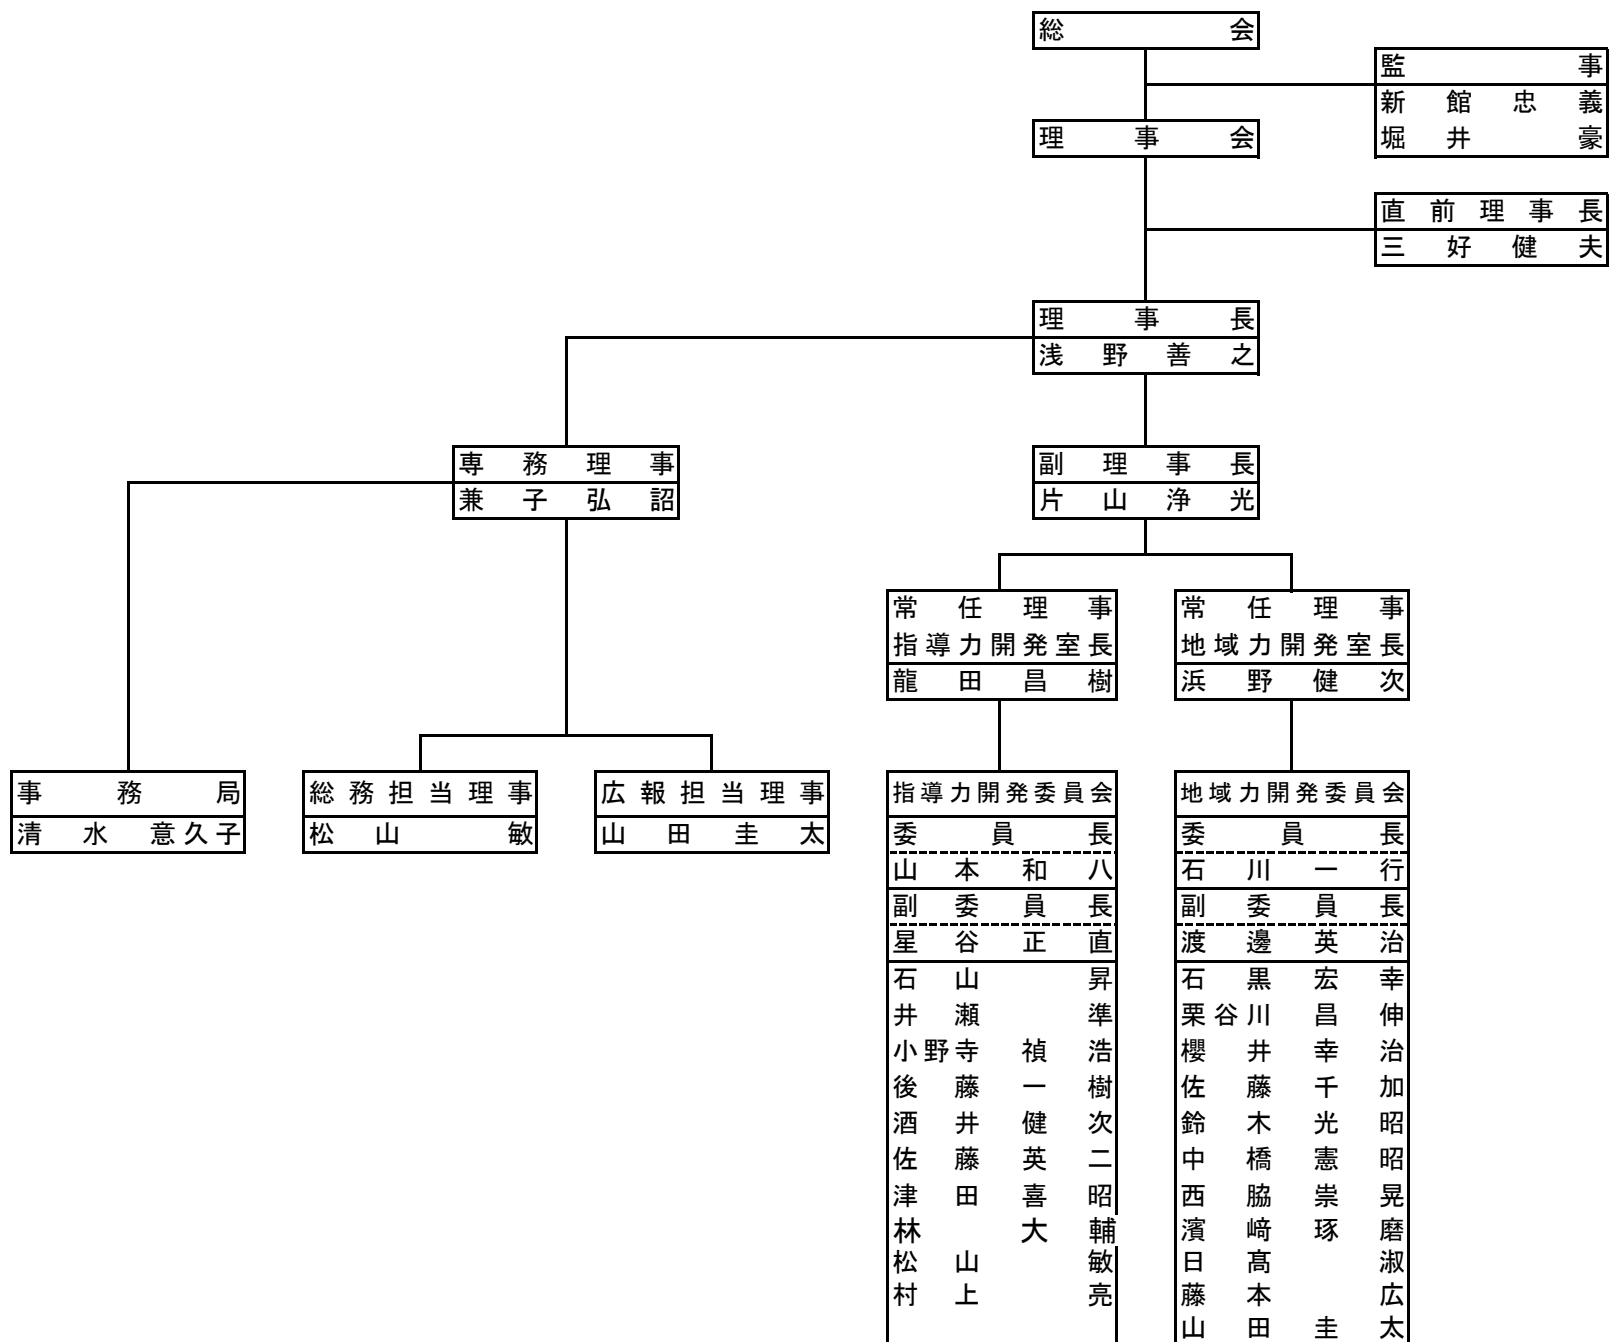 総会
監事
新館忠義
堀井豪
理事会
直前理事長
三好健夫
理事長
浅野善之
専務理事
兼子弘詔
副理事長
片山浄光
常任理事
指導力開発室長
龍田昌樹
常任理事
地域力開発室長
浜野健次
事務局
清水意久子
総務担当理事
松山敏
広報担当理事
山田圭太
指導力開発委員会
委員長
山本和八
副委員長
星谷正直
石山昇
井瀬準
小野寺禎浩
後藤一樹
酒井健次
佐藤英二
津田喜昭
林大輔
松山敏
村上亮
地域力開発委員会
委員長
石川一行
副委員長
渡邊英治
石黒宏幸
栗谷川昌伸
櫻井幸治
佐藤千加
鈴木光昭
中橋憲昭
西脇崇晃
濱﨑琢磨
日髙淑
藤本広
山田圭太